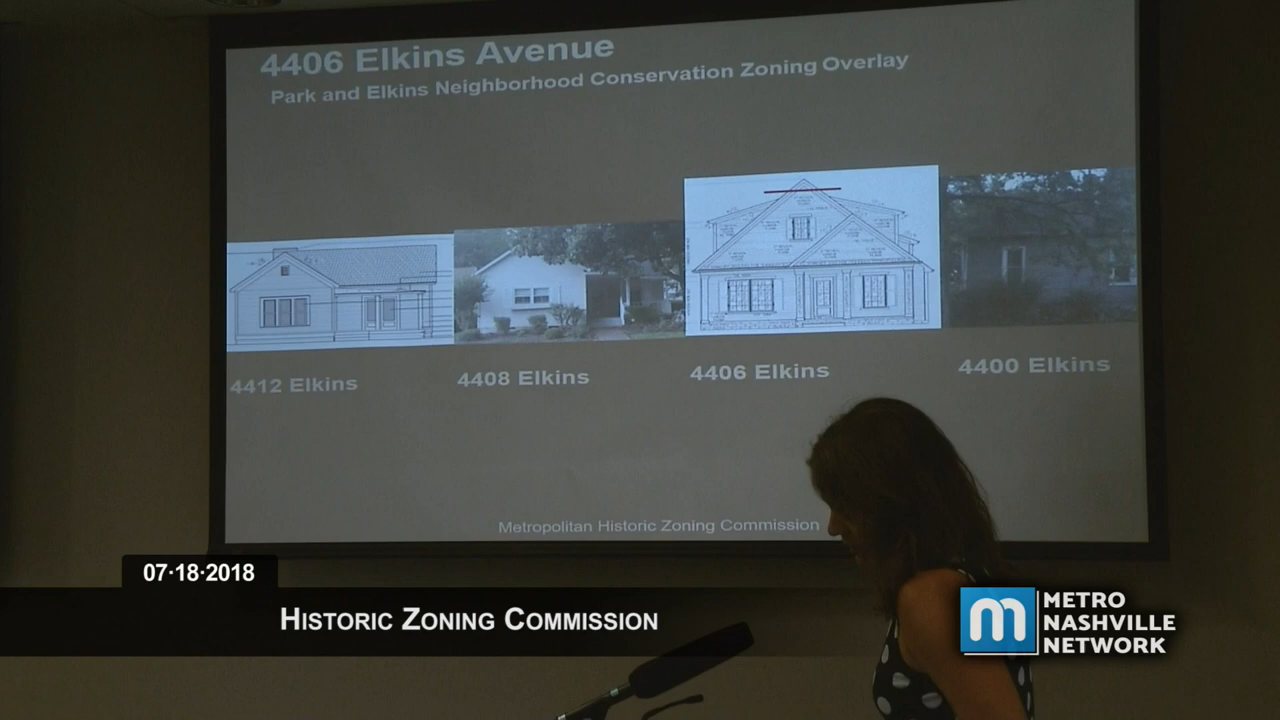 4406 Elkins Avenue
Park and Elkins Neighborhood Conservation Zoning Overlay
4412 Elkins
4408 Elkins
4406 Elkins
4400 Elkins
Metropolitan Historic Zoning Commission
07·18·2018
Historic Zoning Commission
m
METRO
NASHVILLE
NETWORK